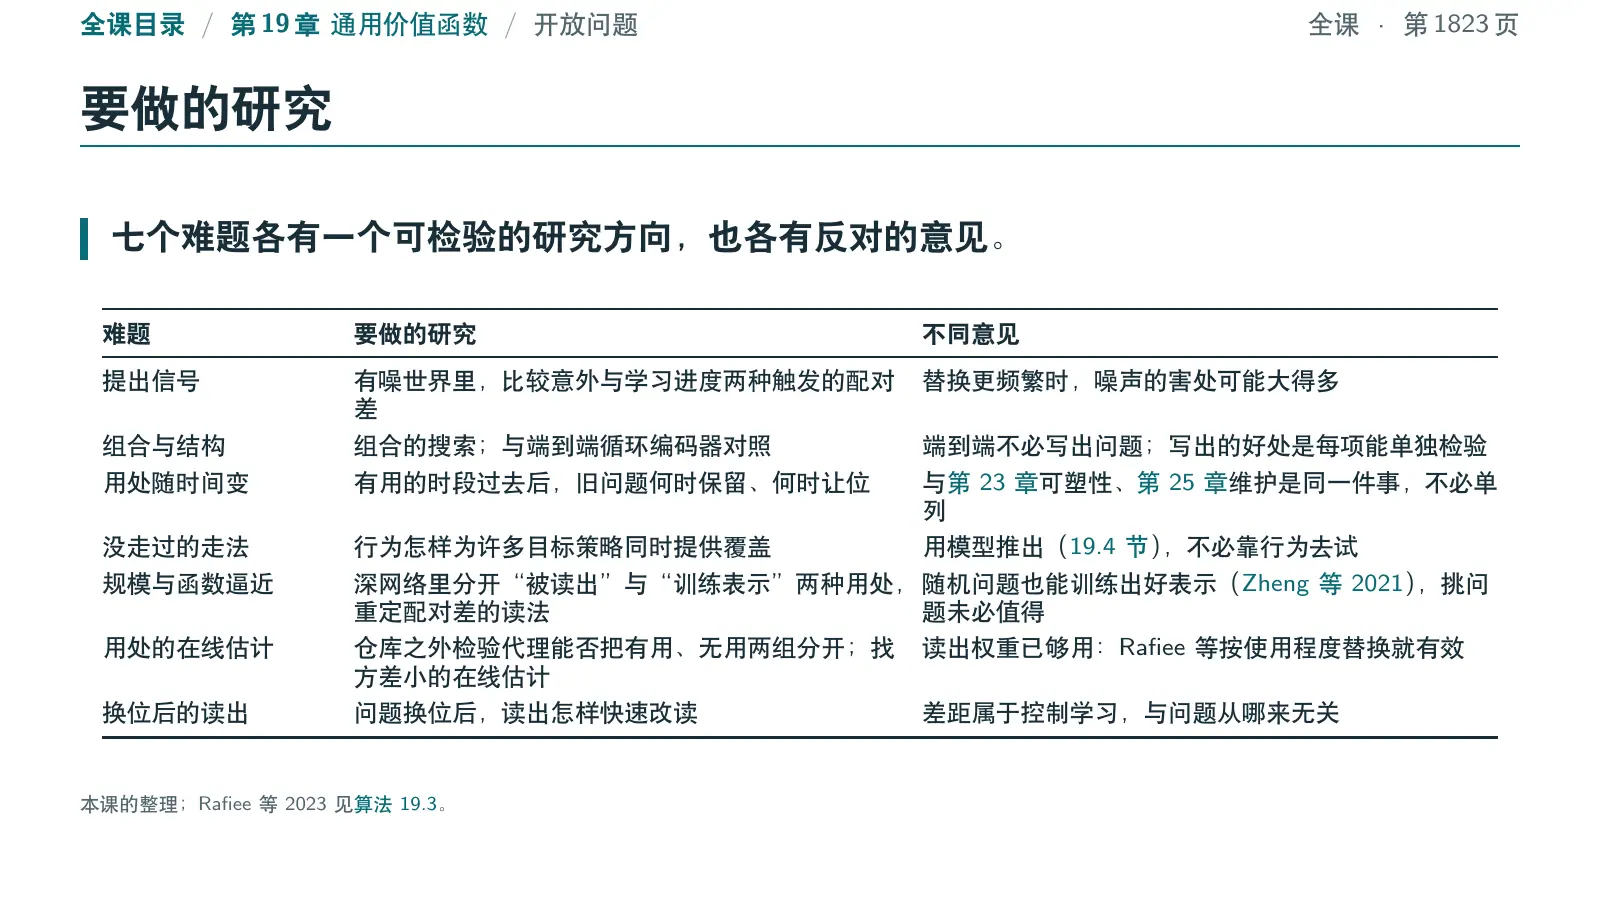 全课目录 / 第 19 章 通用价值函数 / 开放问题 全课 · 第 1823 页
要做的研究
七个难题各有一个可检验的研究方向，也各有反对的意见。
难题 要做的研究 不同意见
提出信号 有噪世界里，比较意外与学习进度两种触发的配对差 替换更频繁时，噪声的害处可能大得多
组合与结构 组合的搜索；与端到端循环编码器对照 端到端不必写出问题；写出的好处是每项能单独检验
用处随时间变 有用的时段过去后，旧问题何时保留、何时让位 与第 23 章可塑性、第 25 章维护是同一件事，不必单列
没走过的走法 行为怎样为许多目标策略同时提供覆盖 用模型推出（19.4 节），不必靠行为去试
规模与函数逼近 深网络里分开“被读出”与“训练表示”两种用处，重定配对差的读法 随机问题也能训练出好表示（Zheng 等 2021），挑问题未必值得
用处的在线估计 仓库之外检验代理能否把有用、无用两组分开；找方差小的在线估计 读出权重已够用：Rafiee 等按使用程度替换就有效
换位后的读出 问题换位后，读出怎样快速改读 差距属于控制学习，与问题从哪来无关
本课的整理；Rafiee 等 2023 见算法 19.3。